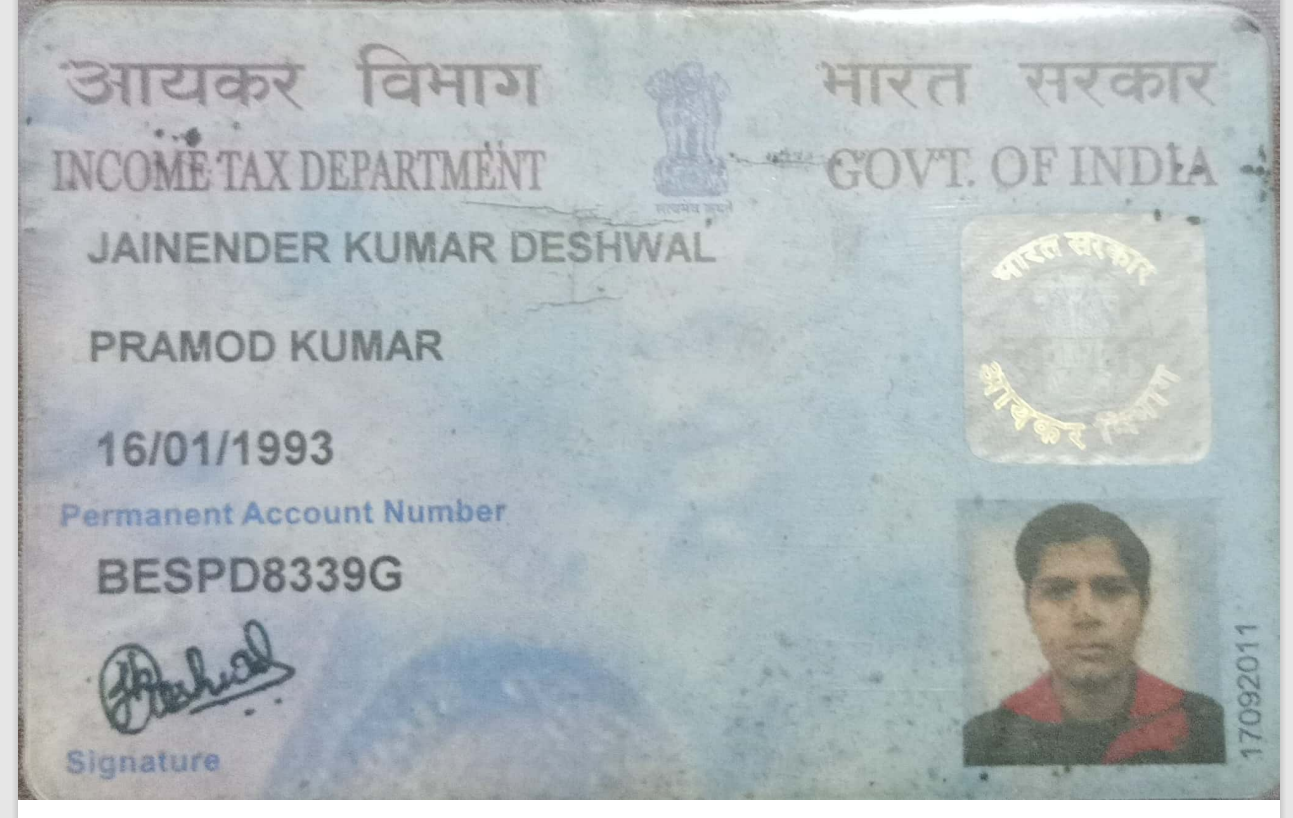 आयकर विभाग भारत सरकार
INCOME TAX DEPARTMENT GOVT. OF INDIA
सत्यमेव जयते
JAINENDER KUMAR DESHWAL
भारत सरकार
PRAMOD KUMAR
आयकर विभाग
16/01/1993
Permanent Account Number
BESPD8339G
JKDeshwal
Signature
17092011